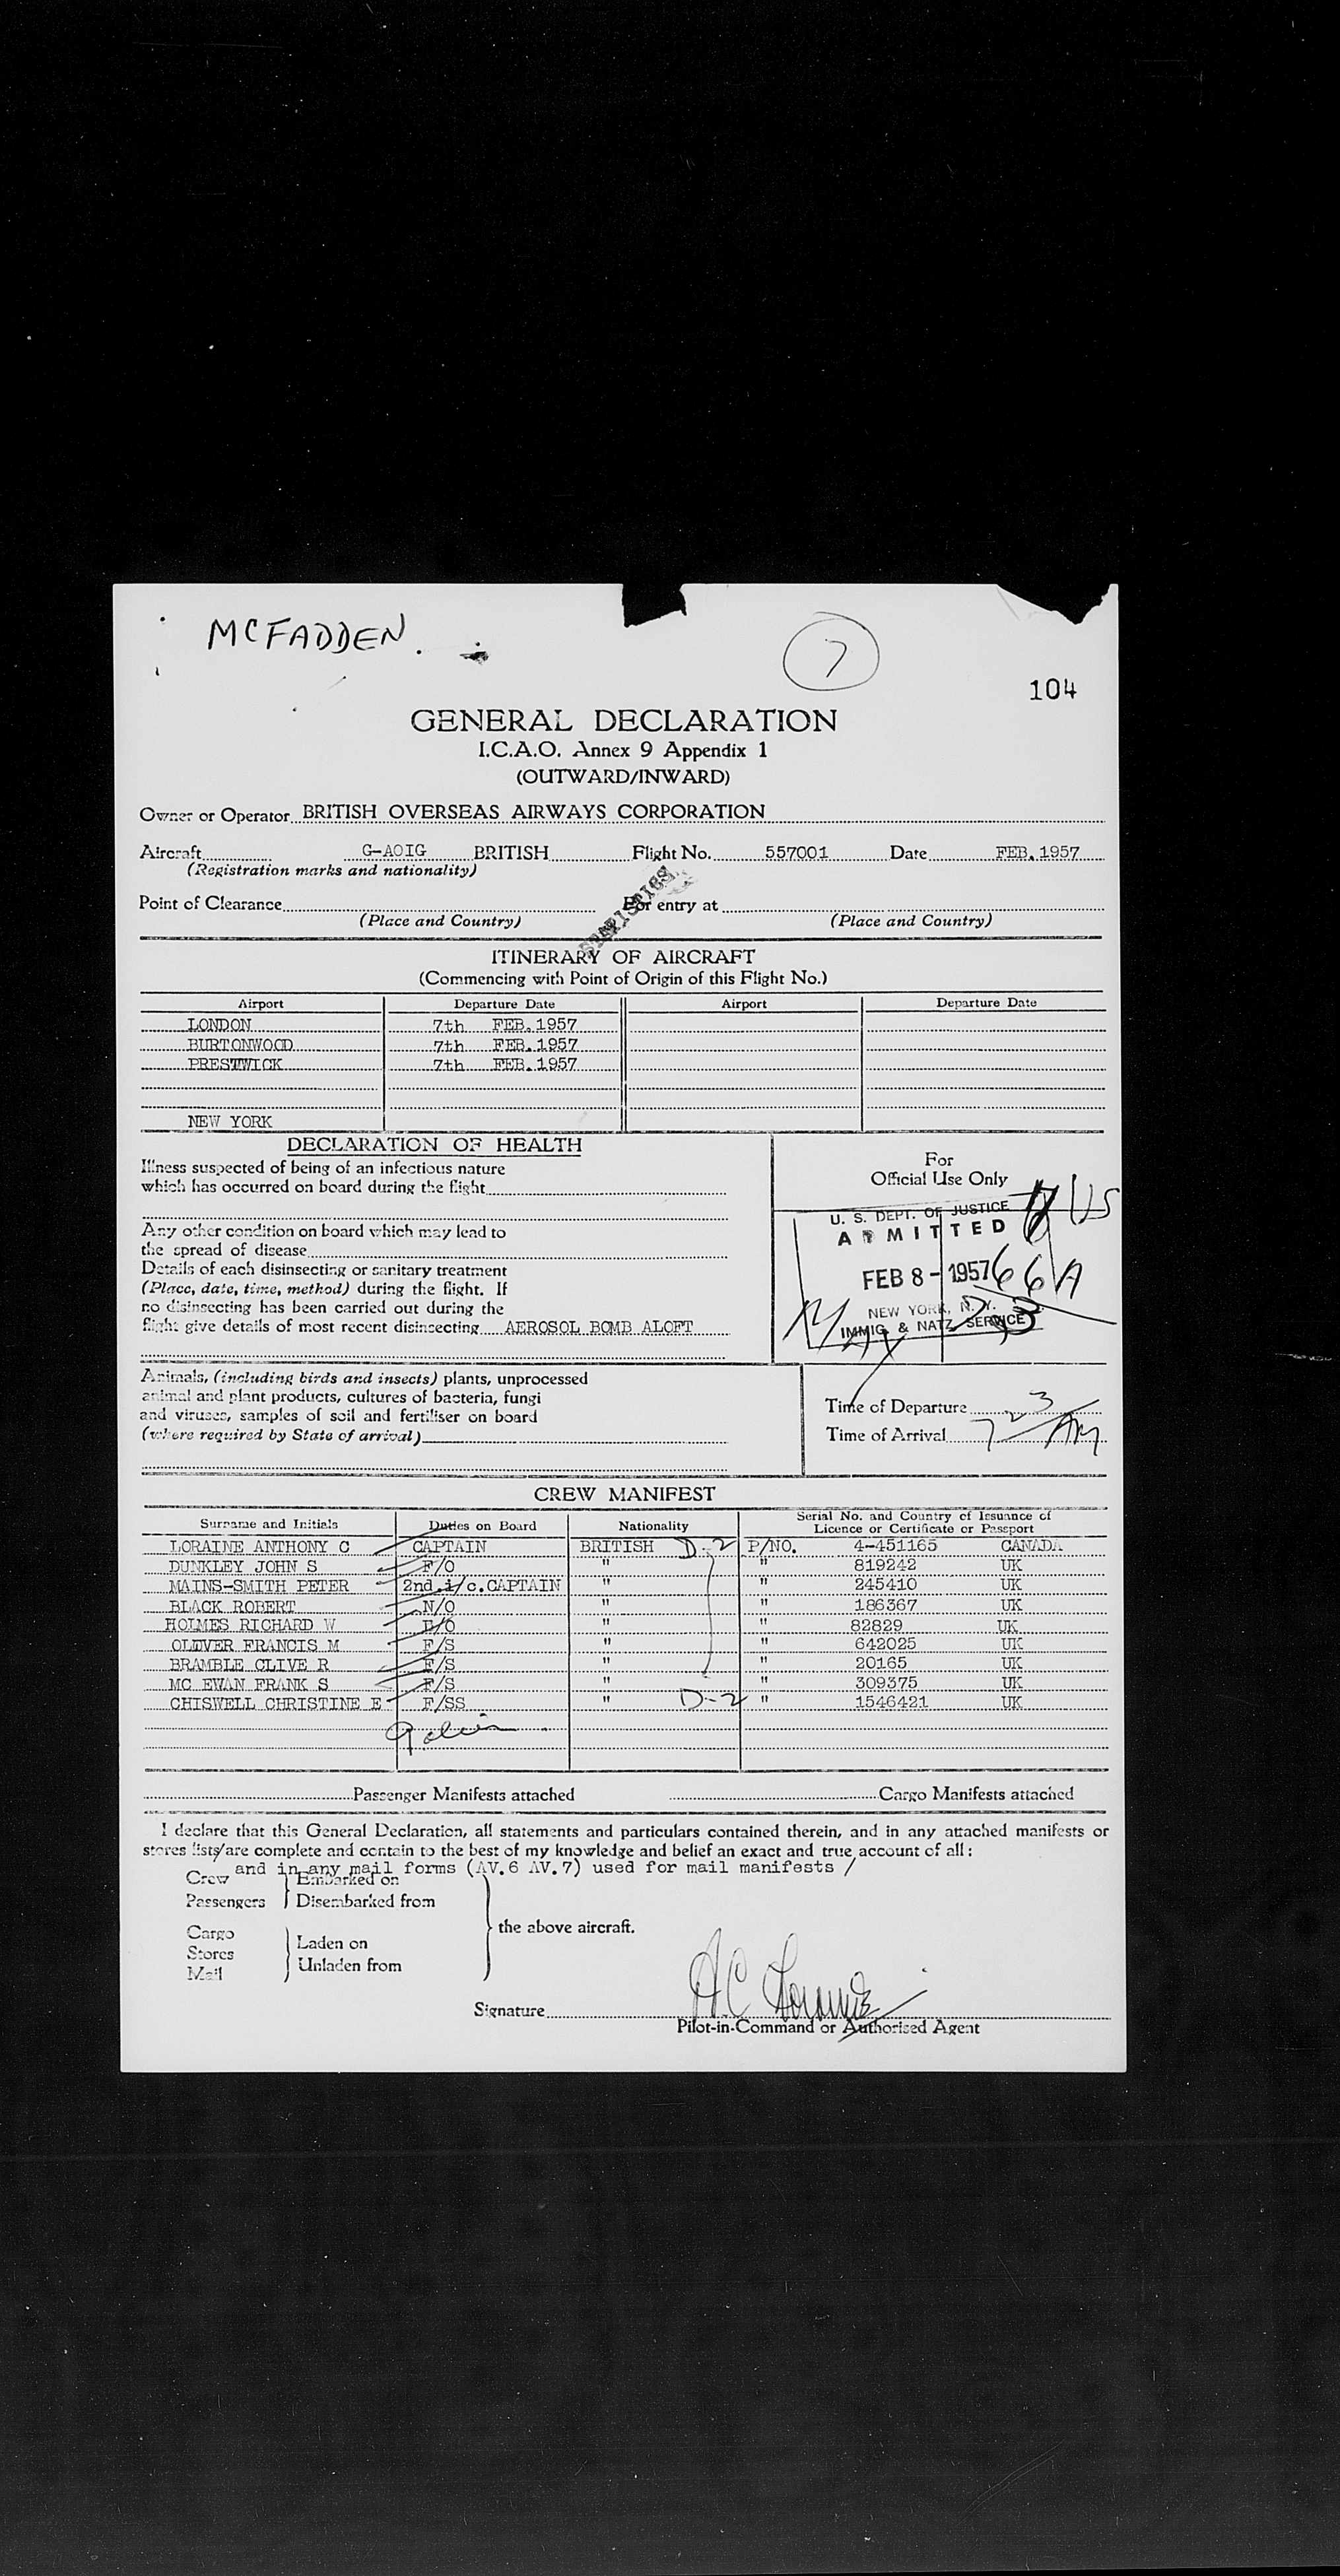 MCFADDEN.
7
104
GENERAL DECLARATION
I.C.A.O. Annex 9 Appendix 1
(OUTWARD/INWARD)
Owner or Operator BRITISH OVERSEAS AIRWAYS CORPORATION
Aircraft G-AOIG BRITISH Flight No. 557001 Date FEB. 1957
(Registration marks and nationality)
Point of Clearance For entry at
(Place and Country) (Place and Country)
STATISTICS
ITINERARY OF AIRCRAFT
(Commencing with Point of Origin of this Flight No.)
Airport Departure Date Airport Departure Date
LONDON 7th FEB. 1957
BURTONWOOD 7th FEB. 1957
PRESTWICK 7th FEB. 1957
NEW YORK
DECLARATION OF HEALTH
Illness suspected of being of an infectious nature
which has occurred on board during the flight
Any other condition on board which may lead to
the spread of disease
Details of each disinsecting or sanitary treatment
(Place, date, time, method) during the flight. If
no disinsecting has been carried out during the
flight give details of most recent disinsecting AEROSOL BOMB ALOFT
For
Official Use Only
US
U. S. DEPT. OF JUSTICE
ADMITTED
FEB 8 - 1957 66 A
NEW YORK, N. Y.
IMMIG. & NATZ. SERVICE
Animals, (including birds and insects) plants, unprocessed
animal and plant products, cultures of bacteria, fungi
and viruses, samples of soil and fertiliser on board
(where required by State of arrival)
Time of Departure
Time of Arrival 7 23 AM
CREW MANIFEST
Surname and Initials Duties on Board Nationality Serial No. and Country of Issuance of
Licence or Certificate or Passport
LORAINE ANTHONY C CAPTAIN BRITISH D-2 P/NO. 4-451165 CANADA
DUNKLEY JOHN S F/O " " 819242 UK
MAINS-SMITH PETER 2nd i/c. CAPTAIN " " 245410 UK
BLACK ROBERT N/O " " 186367 UK
HOLMES RICHARD W E/O " " 82829 UK
OLIVER FRANCIS M F/S " " 642025 UK
BRAMBLE CLIVE R F/S " " 20165 UK
MC EWAN FRANK S F/S " " 309375 UK
CHISWELL CHRISTINE E F/SS " D-2 " 1546421 UK
Passenger Manifests attached Cargo Manifests attached
I declare that this General Declaration, all statements and particulars contained therein, and in any attached manifests or
stores lists/are complete and contain to the best of my knowledge and belief an exact and true account of all:
and in any mail forms (AV.6 AV.7) used for mail manifests /
Crew Embarked on
Passengers Disembarked from
the above aircraft.
Cargo
Stores Laden on
Mail Unladen from
Signature A C Loraine
Pilot-in-Command or Authorised Agent